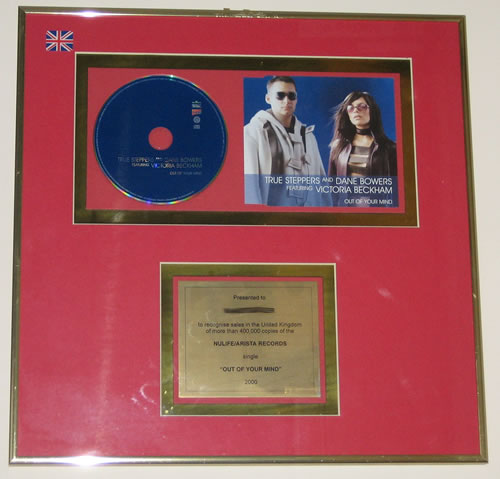 TRUE STEPPERS AND DANE BOWERS
FEATURING VICTORIA BECKHAM
OUT OF YOUR MIND
TRUE STEPPERS AND DANE BOWERS
FEATURING VICTORIA BECKHAM
OUT OF YOUR MIND
Presented to
to recognise sales in the United Kingdom
of more than 400,000 copies of the
NULIFE/ARISTA RECORDS
single
"OUT OF YOUR MIND"
2000